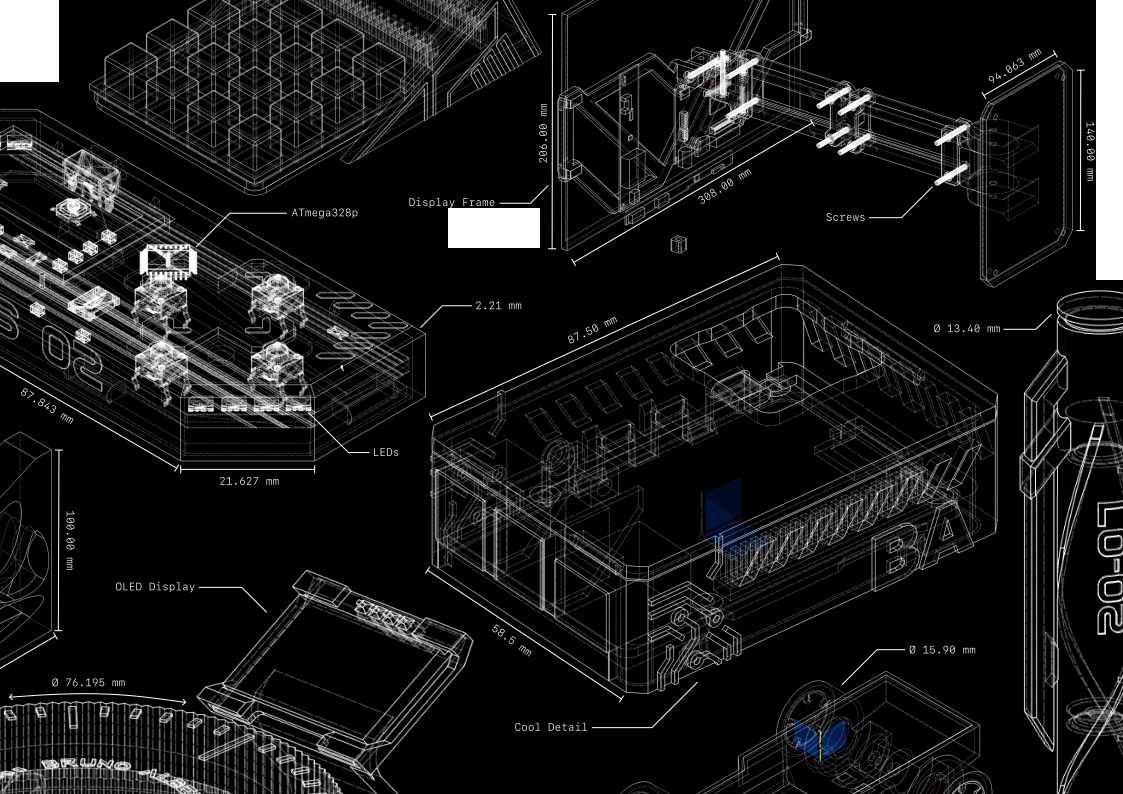 94.063 mm
206.00 mm
140.00 mm
308.00 mm
Display Frame
ATmega328p
Screws
2.21 mm
Ø 13.40 mm
87.50 mm
02
87.843 mm
LEDs
21.627 mm
100.00 mm
LO-02
BA
OLED Display
58.5 mm
Ø 15.90 mm
Ø 76.195 mm
Cool Detail
BRUNO